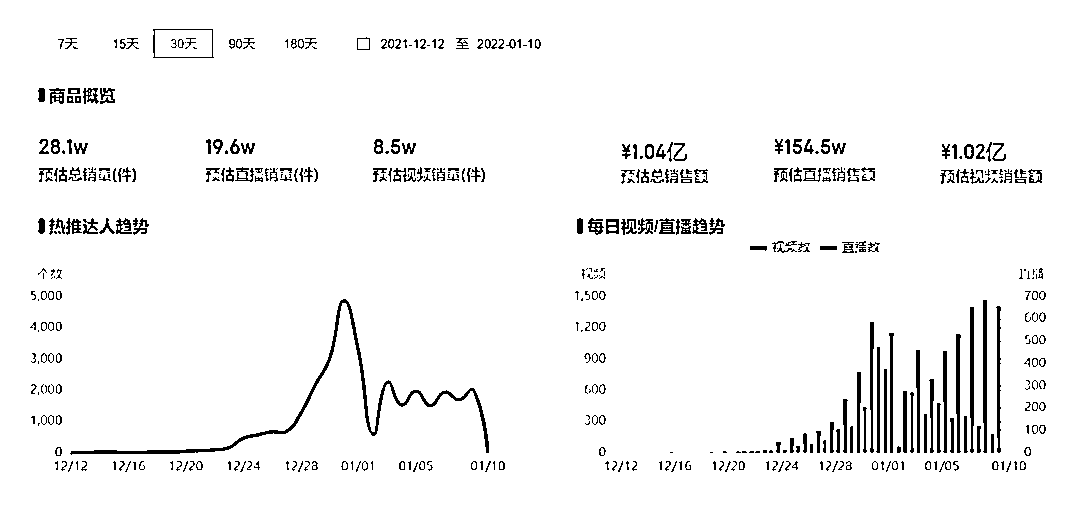 7天 15天 30天 90天 180天 2021-12-12 至 2022-01-10
商品概览
28.1w 19.6w 8.5w ¥1.04亿 ¥154.5w ¥1.02亿
预估总销量(件) 预估直播销量(件) 预估视频销量(件) 预估总销售额 预估直播销售额 预估视频销售额
热推达人趋势 每日视频/直播趋势
视频数 直播数
个数 视频 直播
5,000 1,500 700
4,000 1,200 600
3,000 900 500
2,000 600 400
1,000 300 300
0 0 200
100
0
12/12 12/16 12/20 12/24 12/28 01/01 01/05 01/10 12/12 12/16 12/20 12/24 12/28 01/01 01/05 01/10